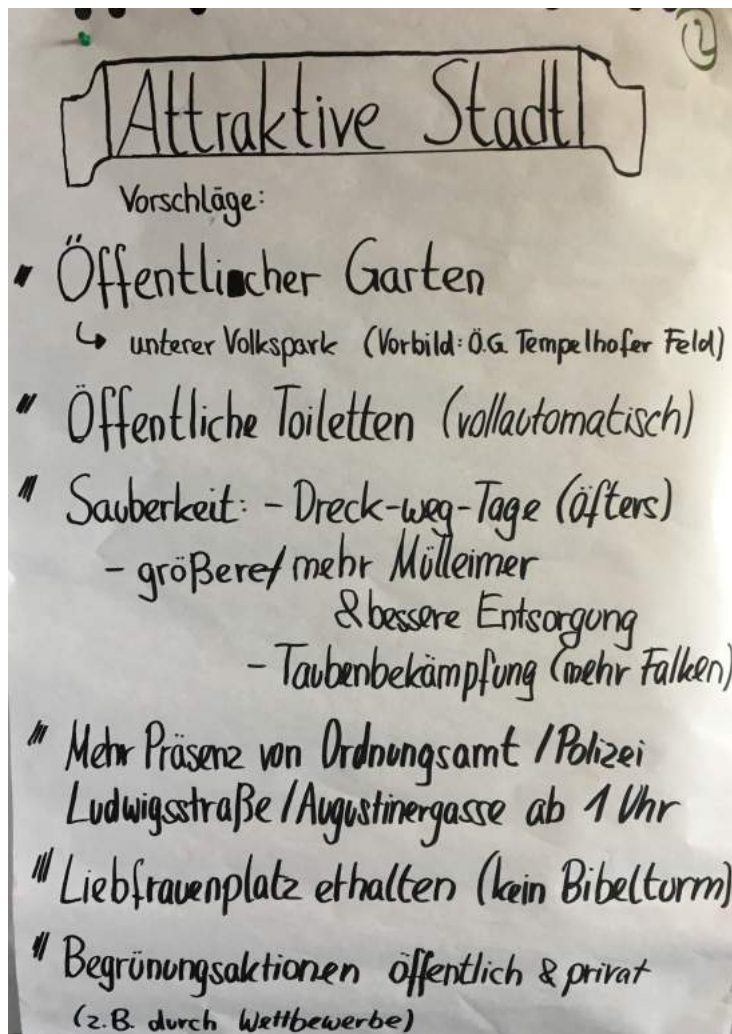 2
Attraktive Stadt
Vorschläge:
Öffentlicher Garten
↳ unterer Volkspark (Vorbild: Ö.G. Tempelhofer Feld)
Öffentliche Toiletten (vollautomatisch)
Sauberkeit: - Dreck-weg-Tage (öfters)
- größere/mehr Mülleimer
& bessere Entsorgung
- Taubenbekämpfung (mehr Falken)
Mehr Präsenz von Ordnungsamt / Polizei
Ludwigsstraße / Augustinergasse ab 1 Uhr
Liebfrauenplatz erhalten (kein Bibelturm)
Begrünungsaktionen öffentlich & privat
(z.B. durch Wettbewerbe)